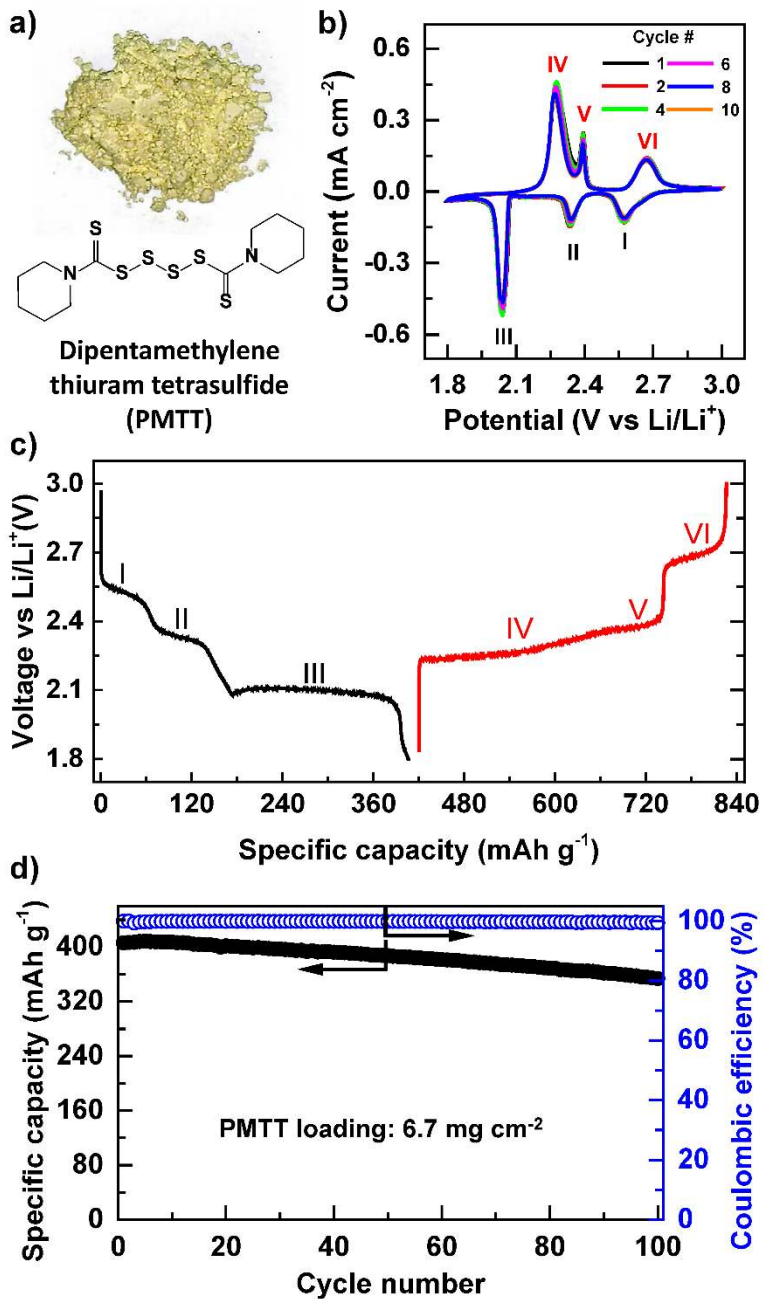 a)
S
N
S
S
S
S
N
S
Dipentamethylene
thiuram tetrasulfide
(PMTT)
b)
Current (mA cm-2)
0.6
0.3
0.0
-0.3
-0.6
Cycle #
1 6
2 8
4 10
IV
V
VI
I
II
III
1.8 2.1 2.4 2.7 3.0
Potential (V vs Li/Li+)
c)
Voltage vs Li/Li+(V)
3.0
2.7
2.4
2.1
1.8
I
II
III
IV
V
VI
0 120 240 360 480 600 720 840
Specific capacity (mAh g-1)
d)
Specific capacity (mAh g-1)
400
320
240
160
80
0
PMTT loading: 6.7 mg cm-2
100
80
60
40
20
0
Coulombic efficiency (%)
0 20 40 60 80 100
Cycle number